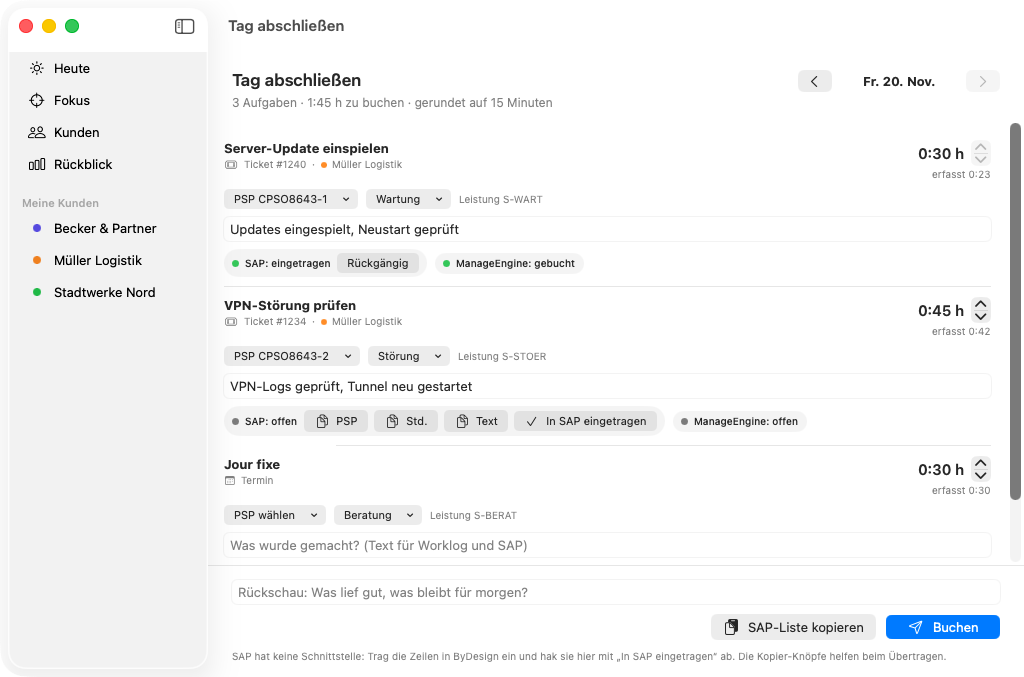 Tag abschließen
Heute
Fokus
Kunden
Rückblick
Meine Kunden
Becker & Partner
Müller Logistik
Stadtwerke Nord
Tag abschließen
Fr. 20. Nov.
3 Aufgaben · 1:45 h zu buchen · gerundet auf 15 Minuten
Server-Update einspielen
0:30 h
Ticket #1240 · Müller Logistik
erfasst 0:23
PSP CPSO8643-1 Wartung Leistung S-WART
Updates eingespielt, Neustart geprüft
SAP: eingetragen Rückgängig ManageEngine: gebucht
VPN-Störung prüfen
0:45 h
Ticket #1234 · Müller Logistik
erfasst 0:42
PSP CPSO8643-2 Störung Leistung S-STOER
VPN-Logs geprüft, Tunnel neu gestartet
SAP: offen PSP Std. Text In SAP eingetragen ManageEngine: offen
Jour fixe
0:30 h
Termin
erfasst 0:30
PSP wählen Beratung Leistung S-BERAT
Was wurde gemacht? (Text für Worklog und SAP)
Rückschau: Was lief gut, was bleibt für morgen?
SAP-Liste kopieren Buchen
SAP hat keine Schnittstelle: Trag die Zeilen in ByDesign ein und hak sie hier mit „In SAP eingetragen“ ab. Die Kopier-Knöpfe helfen beim Übertragen.